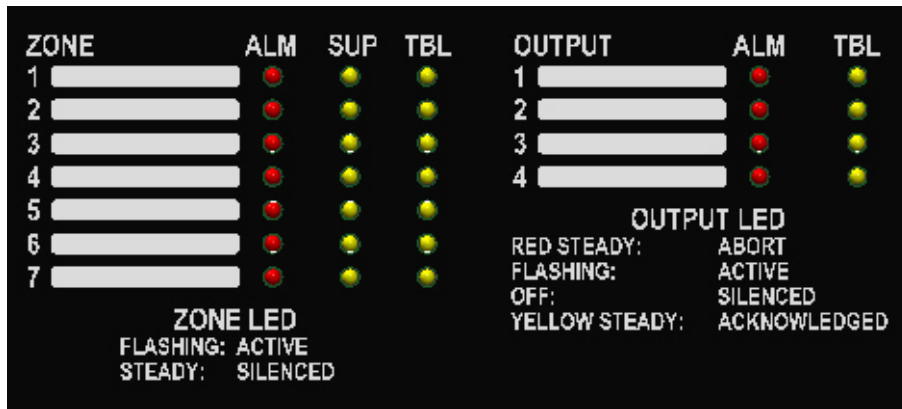 ZONE ALM SUP TBL
1
2
3
4
5
6
7
ZONE LED
FLASHING: ACTIVE
STEADY: SILENCED
OUTPUT ALM TBL
1
2
3
4
OUTPUT LED
RED STEADY: ABORT
FLASHING: ACTIVE
OFF: SILENCED
YELLOW STEADY: ACKNOWLEDGED